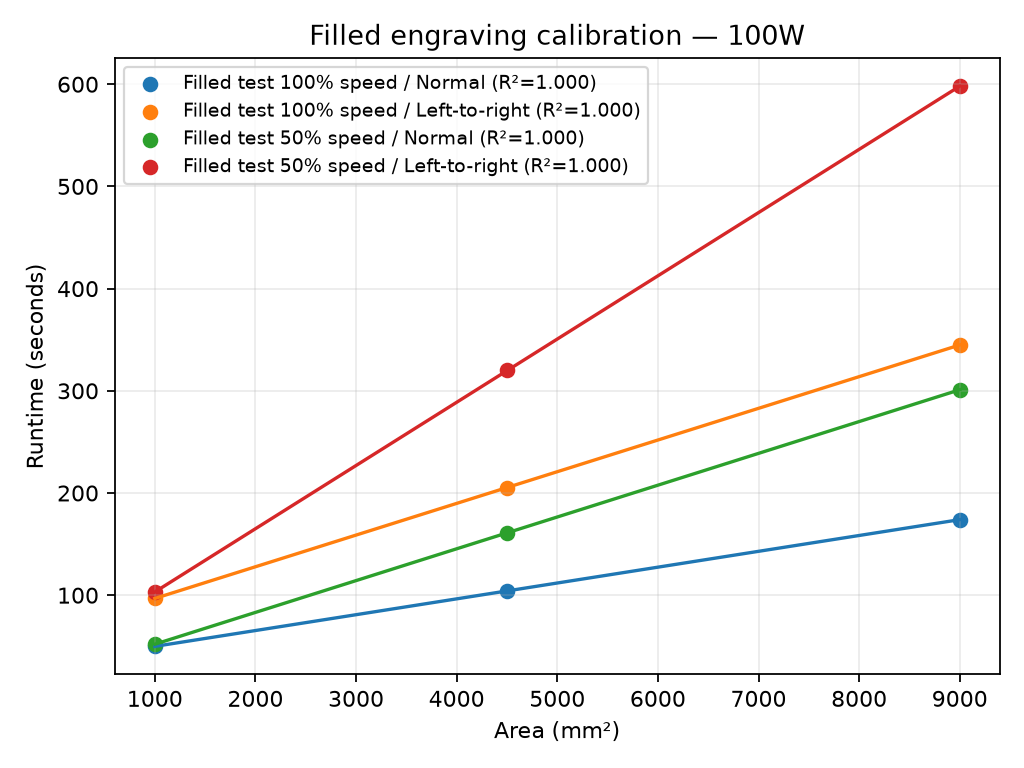 Filled engraving calibration — 100W
Filled test 100% speed / Normal (R²=1.000)
Filled test 100% speed / Left-to-right (R²=1.000)
Filled test 50% speed / Normal (R²=1.000)
Filled test 50% speed / Left-to-right (R²=1.000)
600
500
400
300
200
100
Runtime (seconds)
1000 2000 3000 4000 5000 6000 7000 8000 9000
Area (mm²)